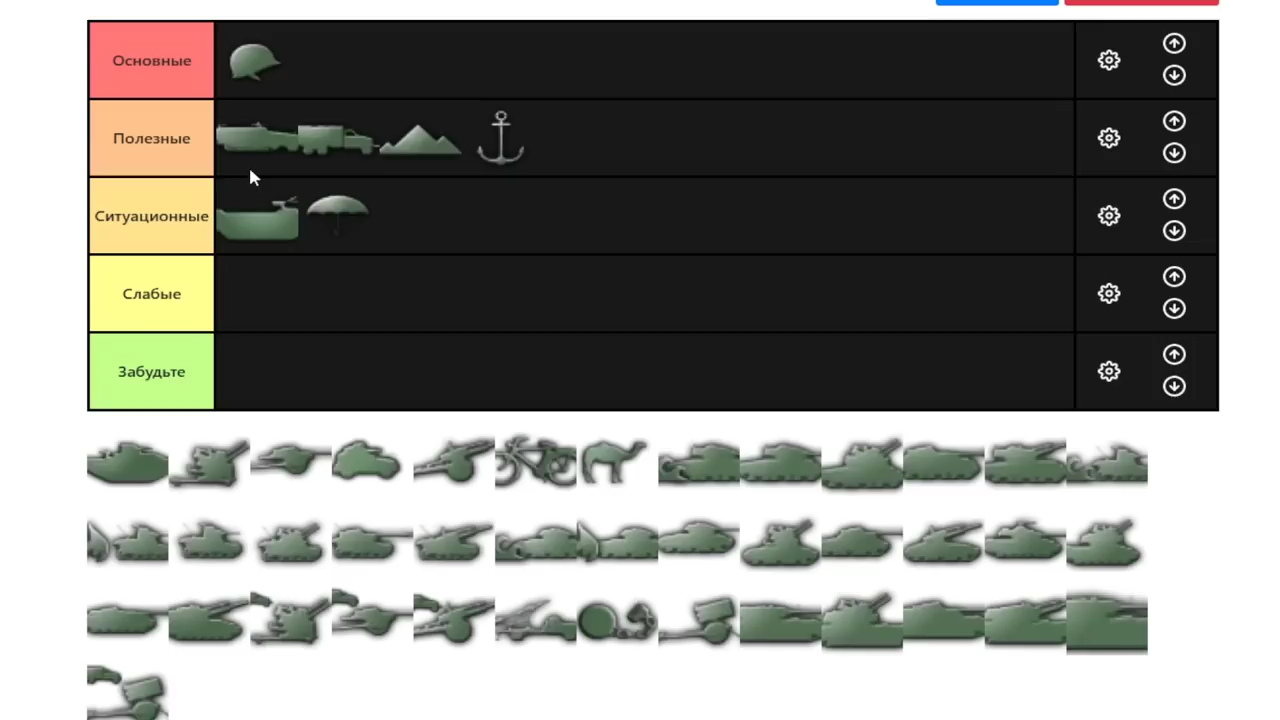 Основные
Полезные
Ситуационные
Слабые
Забудьте